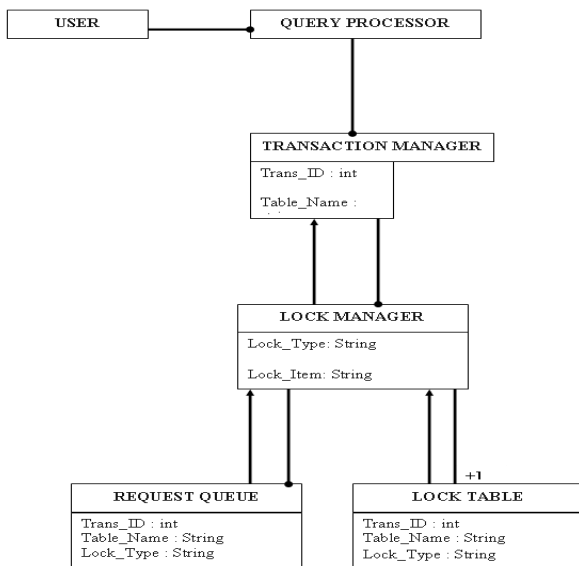 USER
QUERY PROCESSOR
TRANSACTION MANAGER
Trans_ID : int
Table_Name :
LOCK MANAGER
Lock_Type: String
Lock_Item: String
+1
REQUEST QUEUE
Trans_ID : int
Table_Name : String
Lock_Type : String
LOCK TABLE
Trans_ID : int
Table_Name : String
Lock_Type : String